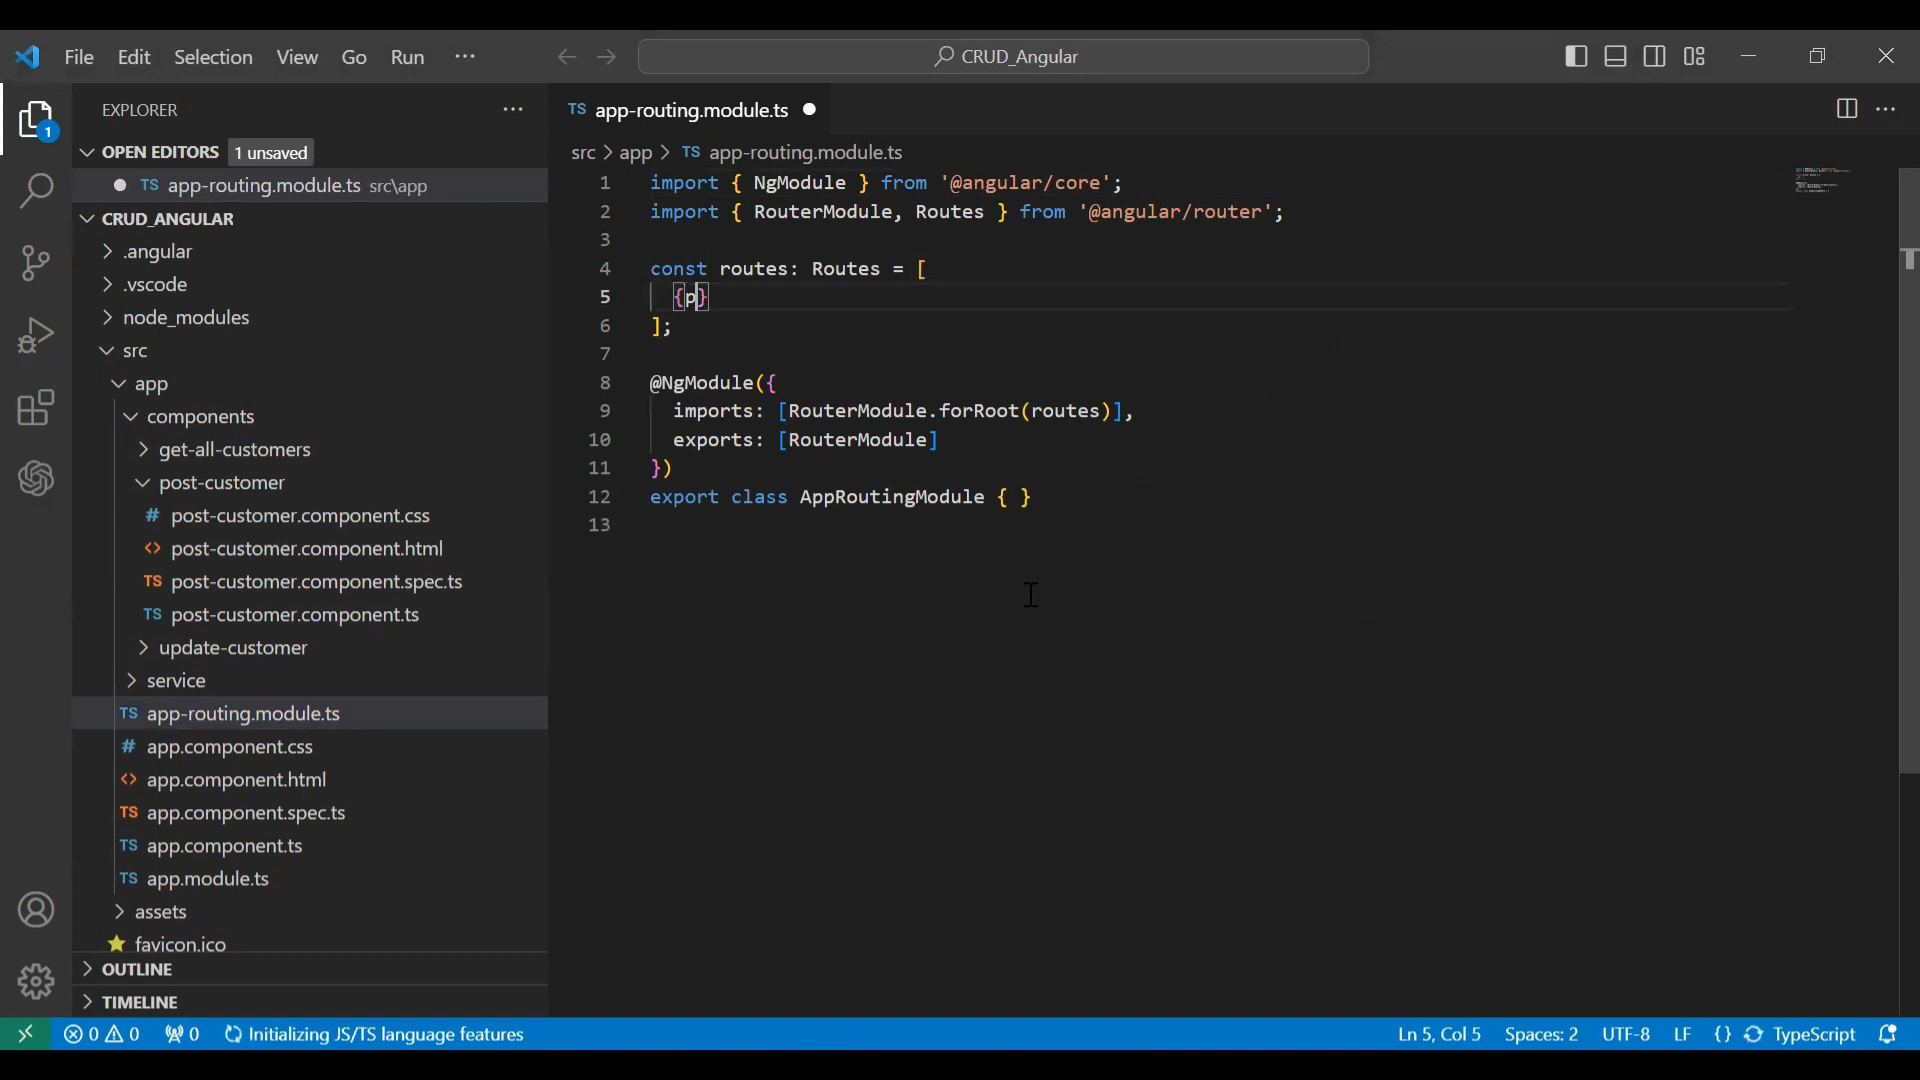 File Edit Selection View Go Run ··· CRUD_Angular
EXPLORER ···
OPEN EDITORS 1 unsaved
TS app-routing.module.ts src\app
CRUD_ANGULAR
.angular
.vscode
node_modules
src
app
components
get-all-customers
post-customer
# post-customer.component.css
<> post-customer.component.html
TS post-customer.component.spec.ts
TS post-customer.component.ts
update-customer
service
TS app-routing.module.ts
# app.component.css
<> app.component.html
TS app.component.spec.ts
TS app.component.ts
TS app.module.ts
assets
favicon.ico
OUTLINE
TIMELINE
1
TS app-routing.module.ts ● ···
src > app > TS app-routing.module.ts
1 import { NgModule } from '@angular/core';
2 import { RouterModule, Routes } from '@angular/router';
3
4 const routes: Routes = [
5 {p}
6 ];
7
8 @NgModule({
9 imports: [RouterModule.forRoot(routes)],
10 exports: [RouterModule]
11 })
12 export class AppRoutingModule { }
13
0 0 0 Initializing JS/TS language features Ln 5, Col 5 Spaces: 2 UTF-8 LF {} TypeScript